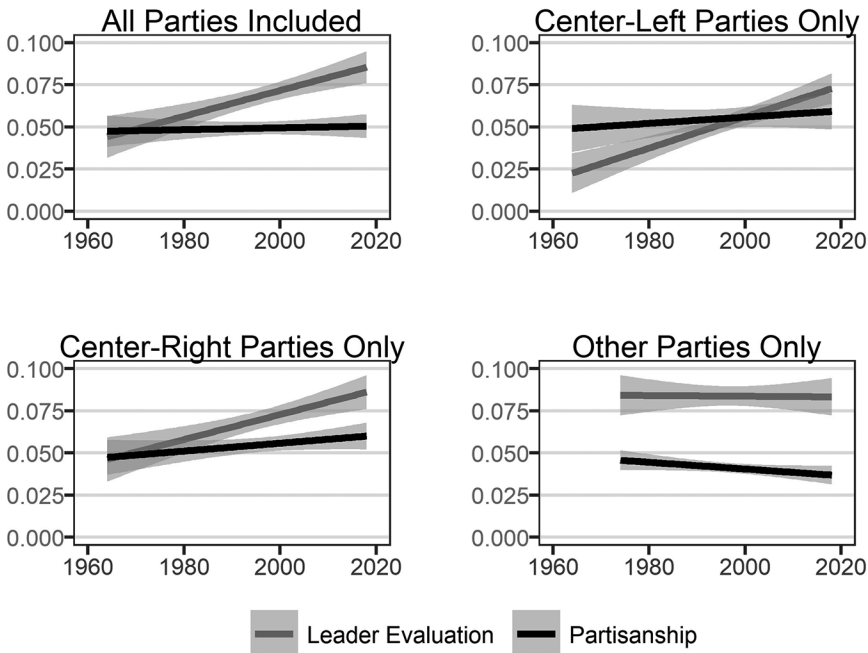 All Parties Included
0.100
0.075
0.050
0.025
0.000
1960 1980 2000 2020
Center-Left Parties Only
0.100
0.075
0.050
0.025
0.000
1960 1980 2000 2020
Center-Right Parties Only
0.100
0.075
0.050
0.025
0.000
1960 1980 2000 2020
Other Parties Only
0.100
0.075
0.050
0.025
0.000
1960 1980 2000 2020
Leader Evaluation Partisanship